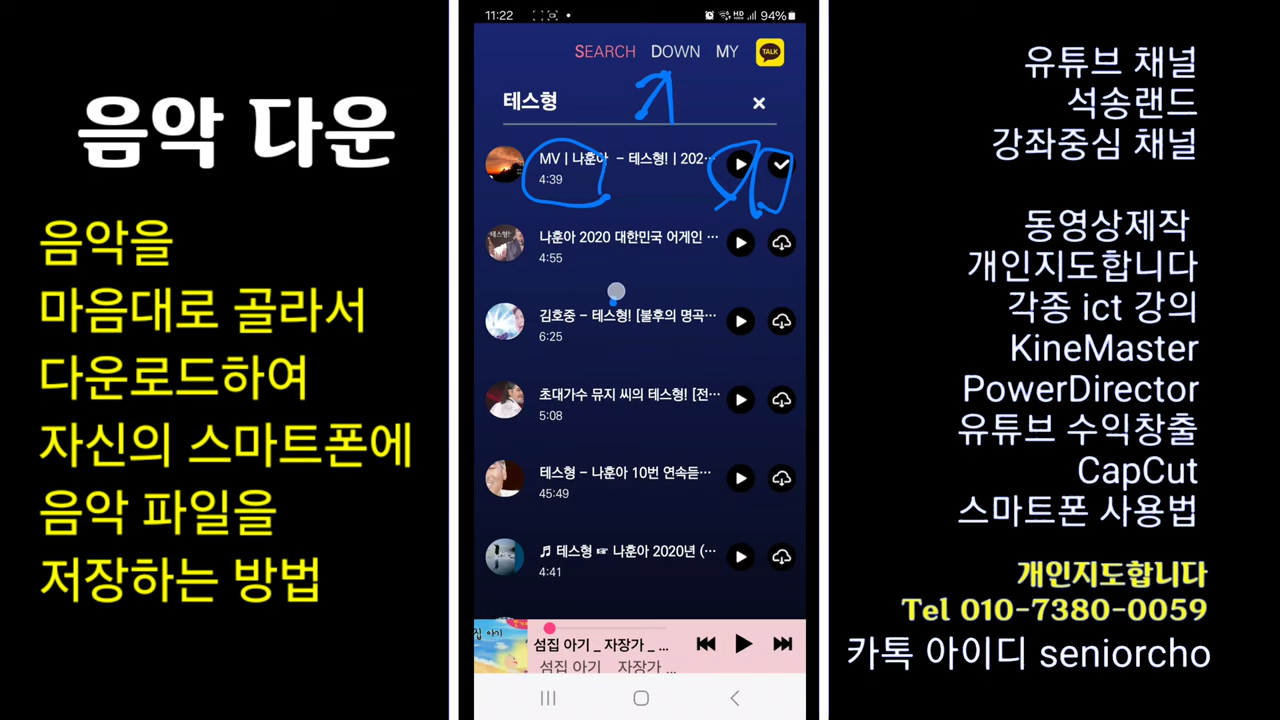 음악 다운
음악을
마음대로 골라서
다운로드하여
자신의 스마트폰에
음악 파일을
저장하는 방법
11:22
94%
SEARCH DOWN MY TALK
테스형
MV | 나훈아 - 테스형! | 202…
4:39
나훈아 2020 대한민국 어게인 …
4:55
김호중 – 테스형! [불후의 명곡…
6:25
초대가수 뮤지 씨의 테스형! [전…
5:08
테스형 – 나훈아 10번 연속듣…
45:49
♬ 테스형 ☞ 나훈아 2020년 (…
4:41
섬집 아기 _ 자장가 _ …
섬집 아기 자장가
유튜브 채널
석송랜드
강좌중심 채널
동영상제작
개인지도합니다
각종 ict 강의
KineMaster
PowerDirector
유튜브 수익창출
CapCut
스마트폰 사용법
개인지도합니다
Tel 010-7380-0059
카톡 아이디 seniorcho